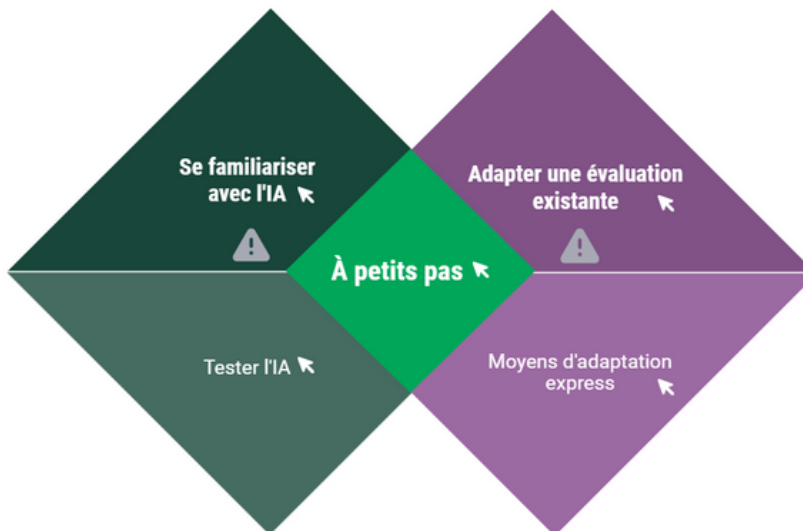 Se familiariser
avec l'IA
Adapter une évaluation
existante
À petits pas
Tester l'IA
Moyens d'adaptation
express